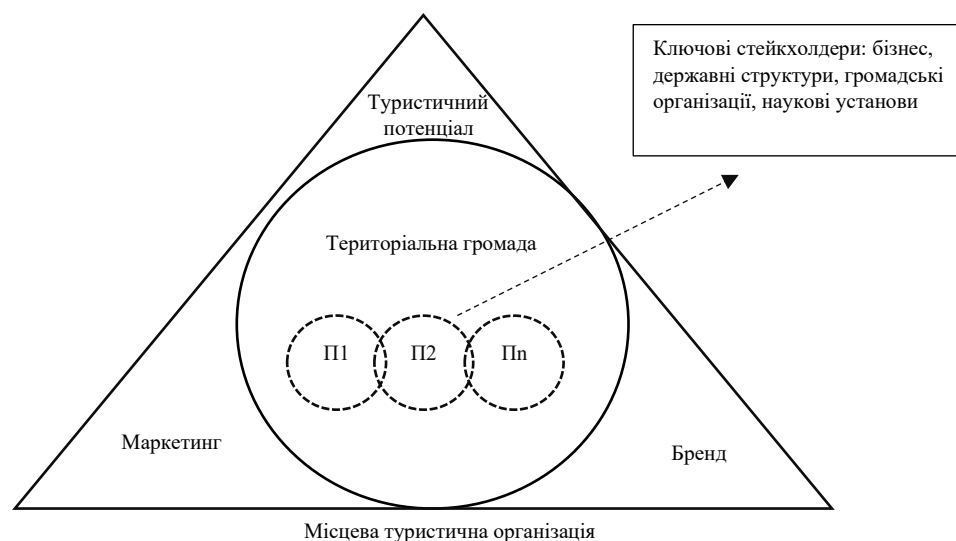 Ключові стейкхолдери: бізнес,
державні структури, громадські
організації, наукові установи
Туристичний
потенціал
Територіальна громада
П1
П2
Пn
Маркетинг
Бренд
Місцева туристична організація